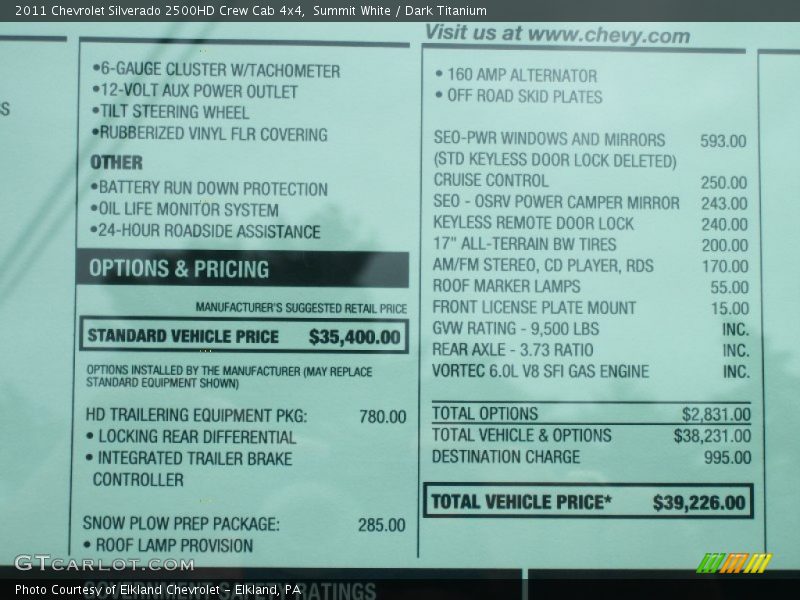 2011 Chevrolet Silverado 2500HD Crew Cab 4x4, Summit White / Dark Titanium
S
•6-GAUGE CLUSTER W/TACHOMETER
•12-VOLT AUX POWER OUTLET
•TILT STEERING WHEEL
•RUBBERIZED VINYL FLR COVERING
OTHER
•BATTERY RUN DOWN PROTECTION
•OIL LIFE MONITOR SYSTEM
•24-HOUR ROADSIDE ASSISTANCE
OPTIONS & PRICING
MANUFACTURER'S SUGGESTED RETAIL PRICE
STANDARD VEHICLE PRICE $35,400.00
OPTIONS INSTALLED BY THE MANUFACTURER (MAY REPLACE
STANDARD EQUIPMENT SHOWN)
HD TRAILERING EQUIPMENT PKG: 780.00
• LOCKING REAR DIFFERENTIAL
• INTEGRATED TRAILER BRAKE
CONTROLLER
SNOW PLOW PREP PACKAGE: 285.00
• ROOF LAMP PROVISION
Visit us at www.chevy.com
• 160 AMP ALTERNATOR
• OFF ROAD SKID PLATES
SEO-PWR WINDOWS AND MIRRORS 593.00
(STD KEYLESS DOOR LOCK DELETED)
CRUISE CONTROL 250.00
SEO - OSRV POWER CAMPER MIRROR 243.00
KEYLESS REMOTE DOOR LOCK 240.00
17" ALL-TERRAIN BW TIRES 200.00
AM/FM STEREO, CD PLAYER, RDS 170.00
ROOF MARKER LAMPS 55.00
FRONT LICENSE PLATE MOUNT 15.00
GVW RATING - 9,500 LBS INC.
REAR AXLE - 3.73 RATIO INC.
VORTEC 6.0L V8 SFI GAS ENGINE INC.
TOTAL OPTIONS $2,831.00
TOTAL VEHICLE & OPTIONS $38,231.00
DESTINATION CHARGE 995.00
TOTAL VEHICLE PRICE* $39,226.00
GTcarlot.com
GOVERNMENT SAFETY RATINGS
Photo Courtesy of Elkland Chevrolet - Elkland, PA